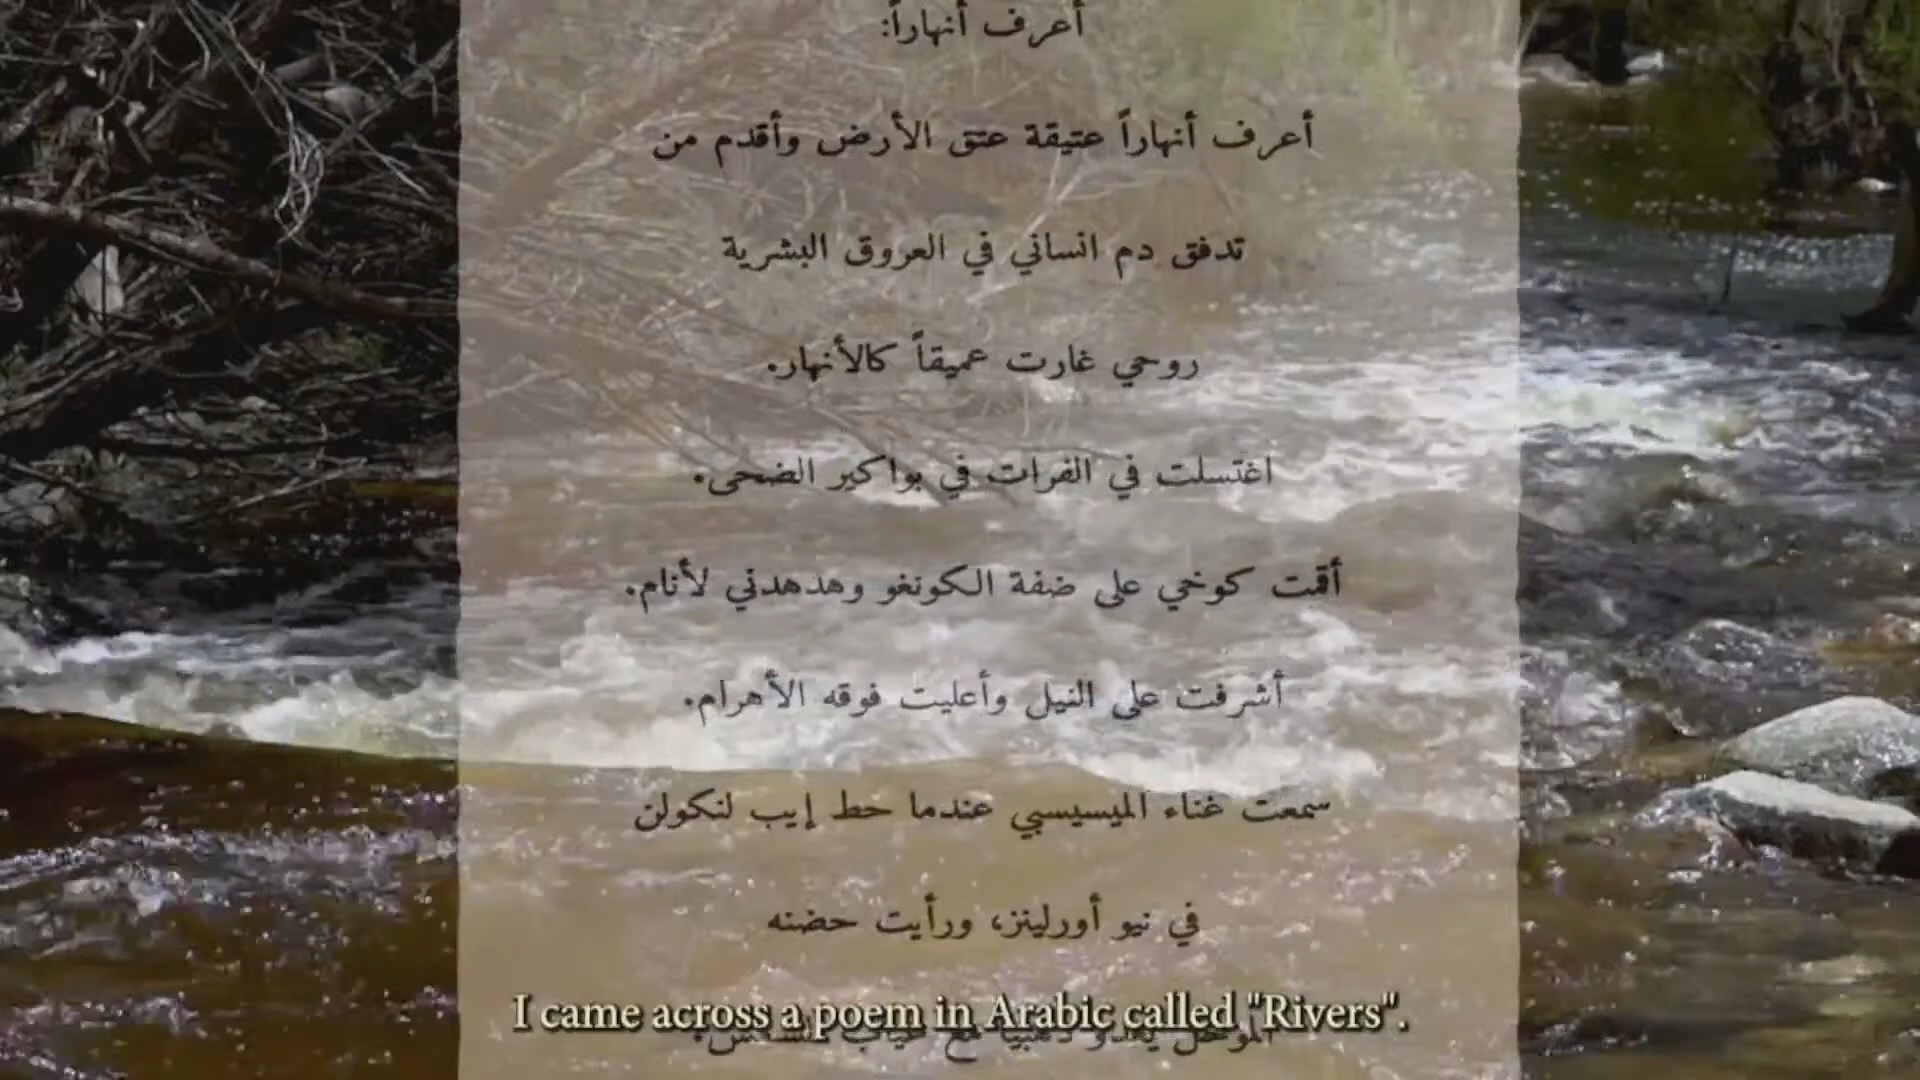 أعرف أنهاراً:
أعرف أنهاراً عتيقة عتق الأرض وأقدم من
تدفق دم انساني في العروق البشرية
روحي غارت عميقاً كالأنهار.
اغتسلت في الفرات في بواكير الضحى.
أقمت كوخي على ضفة الكونغو وهدهدني لأنام.
أشرفت على النيل وأعليت فوقه الأهرام.
سمعت غناء الميسيسبي عندما حط إيب لنكولن
في نيو أورلينز، ورأيت حضنه
I came across a poem in Arabic called "Rivers".